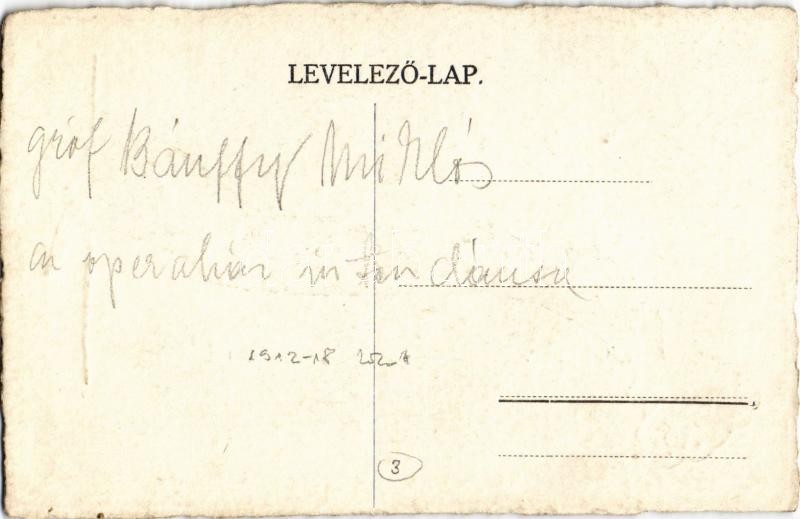 LEVELEZŐ-LAP.
gróf Bánffy Miklós
az operaház intendánsa
1912-18
3